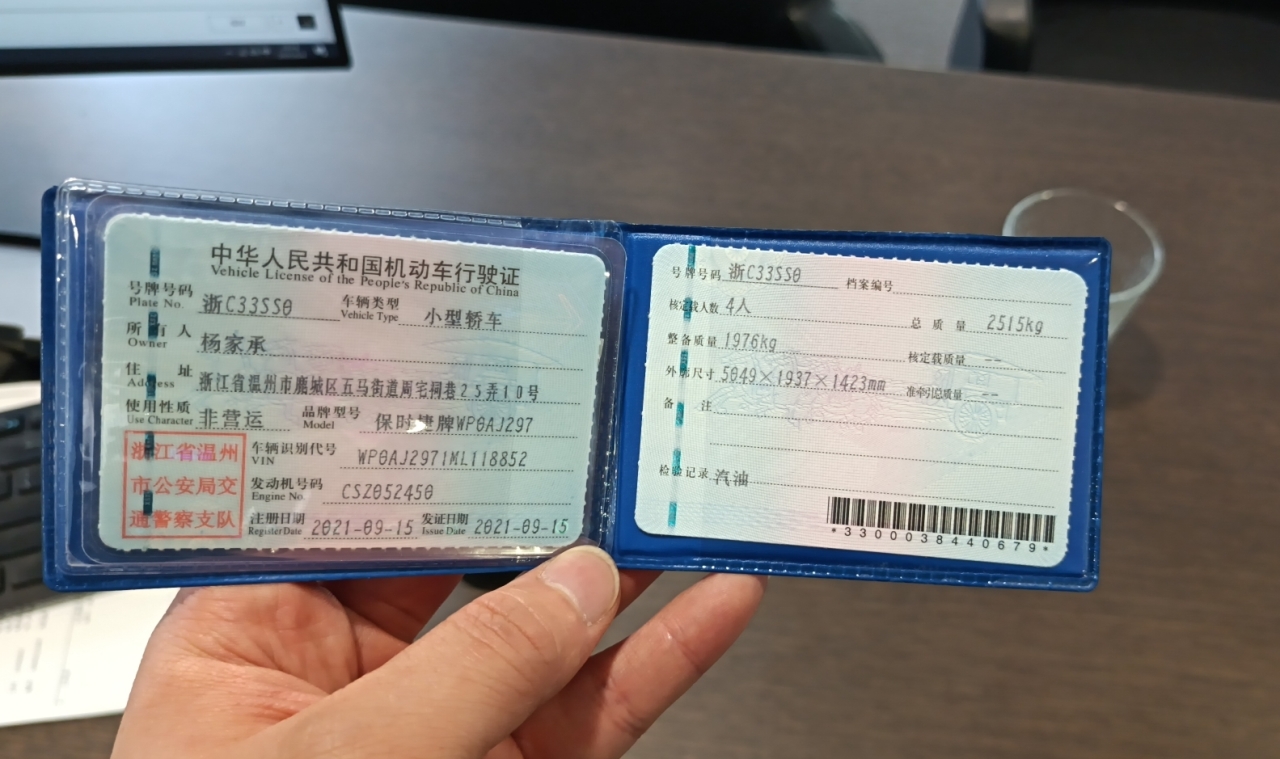 中华人民共和国机动车行驶证
Vehicle License of the People's Republic of China
号牌号码 浙C33SS0 车辆类型 小型轿车
Plate No. Vehicle Type
所有人 杨家承
Owner
住址 浙江省温州市鹿城区五马街道周宅祠巷25弄10号
Address
使用性质 非营运 品牌型号 保时捷牌WP0AJ297
Use Character Model
浙江省温州
市公安局交
通警察支队
车辆识别代号 WP0AJ2971ML118852
VIN
发动机号码 CSZ052450
Engine No.
注册日期 2021-09-15 发证日期 2021-09-15
Register Date Issue Date
号牌号码 浙C33SS0 档案编号
核定载人数 4人 总质量 2515kg
整备质量 1976kg 核定载质量 --
外廓尺寸 5049×1937×1423mm 准牵引总质量 --
备注
检验记录 汽油
*3300038440679*